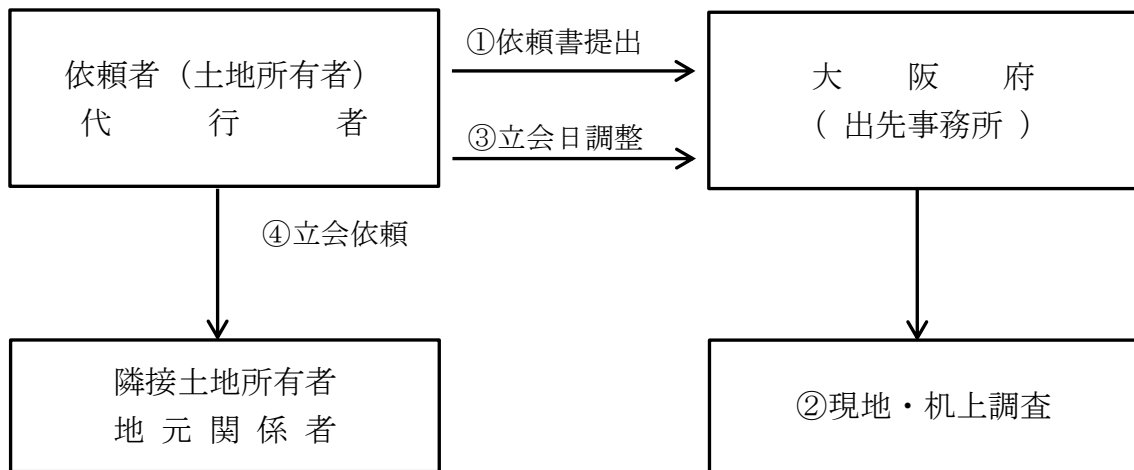 依頼者（土地所有者）
代行者
①依頼書提出
③立会日調整
大阪府
（ 出先事務所 ）
④立会依頼
隣接土地所有者
地元関係者
②現地・机上調査